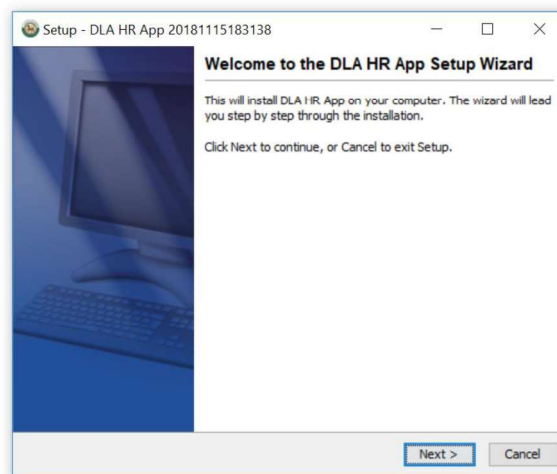 Setup - DLA HR App 20181115183138
Welcome to the DLA HR App Setup Wizard
This will install DLA HR App on your computer. The wizard will lead
you step by step through the installation.
Click Next to continue, or Cancel to exit Setup.
Next >
Cancel